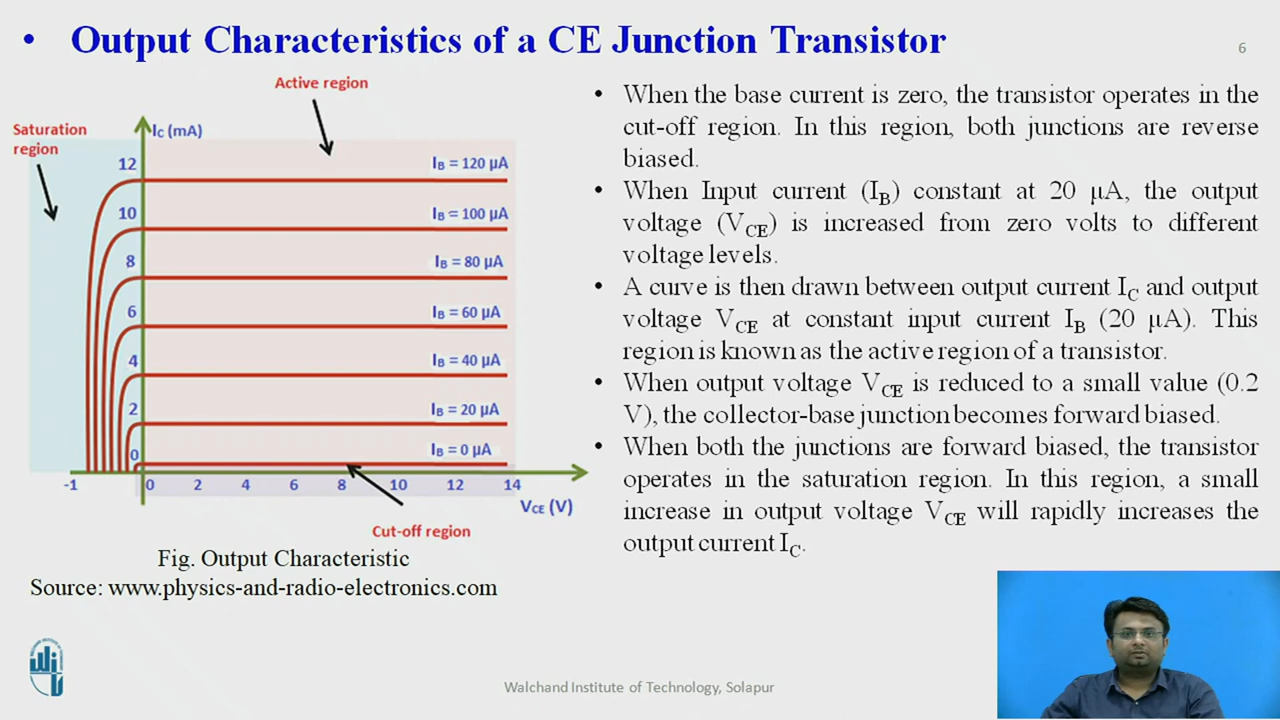 • Output Characteristics of a CE Junction Transistor
6
Active region
Saturation
region
IC (mA)
12
10
8
6
4
2
0
IB = 120 μA
IB = 100 μA
IB = 80 μA
IB = 60 μA
IB = 40 μA
IB = 20 μA
IB = 0 μA
-1 0 2 4 6 8 10 12 14
VCE (V)
Cut-off region
Fig. Output Characteristic
Source: www.physics-and-radio-electronics.com
• When the base current is zero, the transistor operates in the
cut-off region. In this region, both junctions are reverse
biased.
• When Input current (IB) constant at 20 μA, the output
voltage (VCE) is increased from zero volts to different
voltage levels.
• A curve is then drawn between output current IC and output
voltage VCE at constant input current IB (20 μA). This
region is known as the active region of a transistor.
• When output voltage VCE is reduced to a small value (0.2
V), the collector-base junction becomes forward biased.
• When both the junctions are forward biased, the transistor
operates in the saturation region. In this region, a small
increase in output voltage VCE will rapidly increases the
output current IC.
Walchand Institute of Technology, Solapur